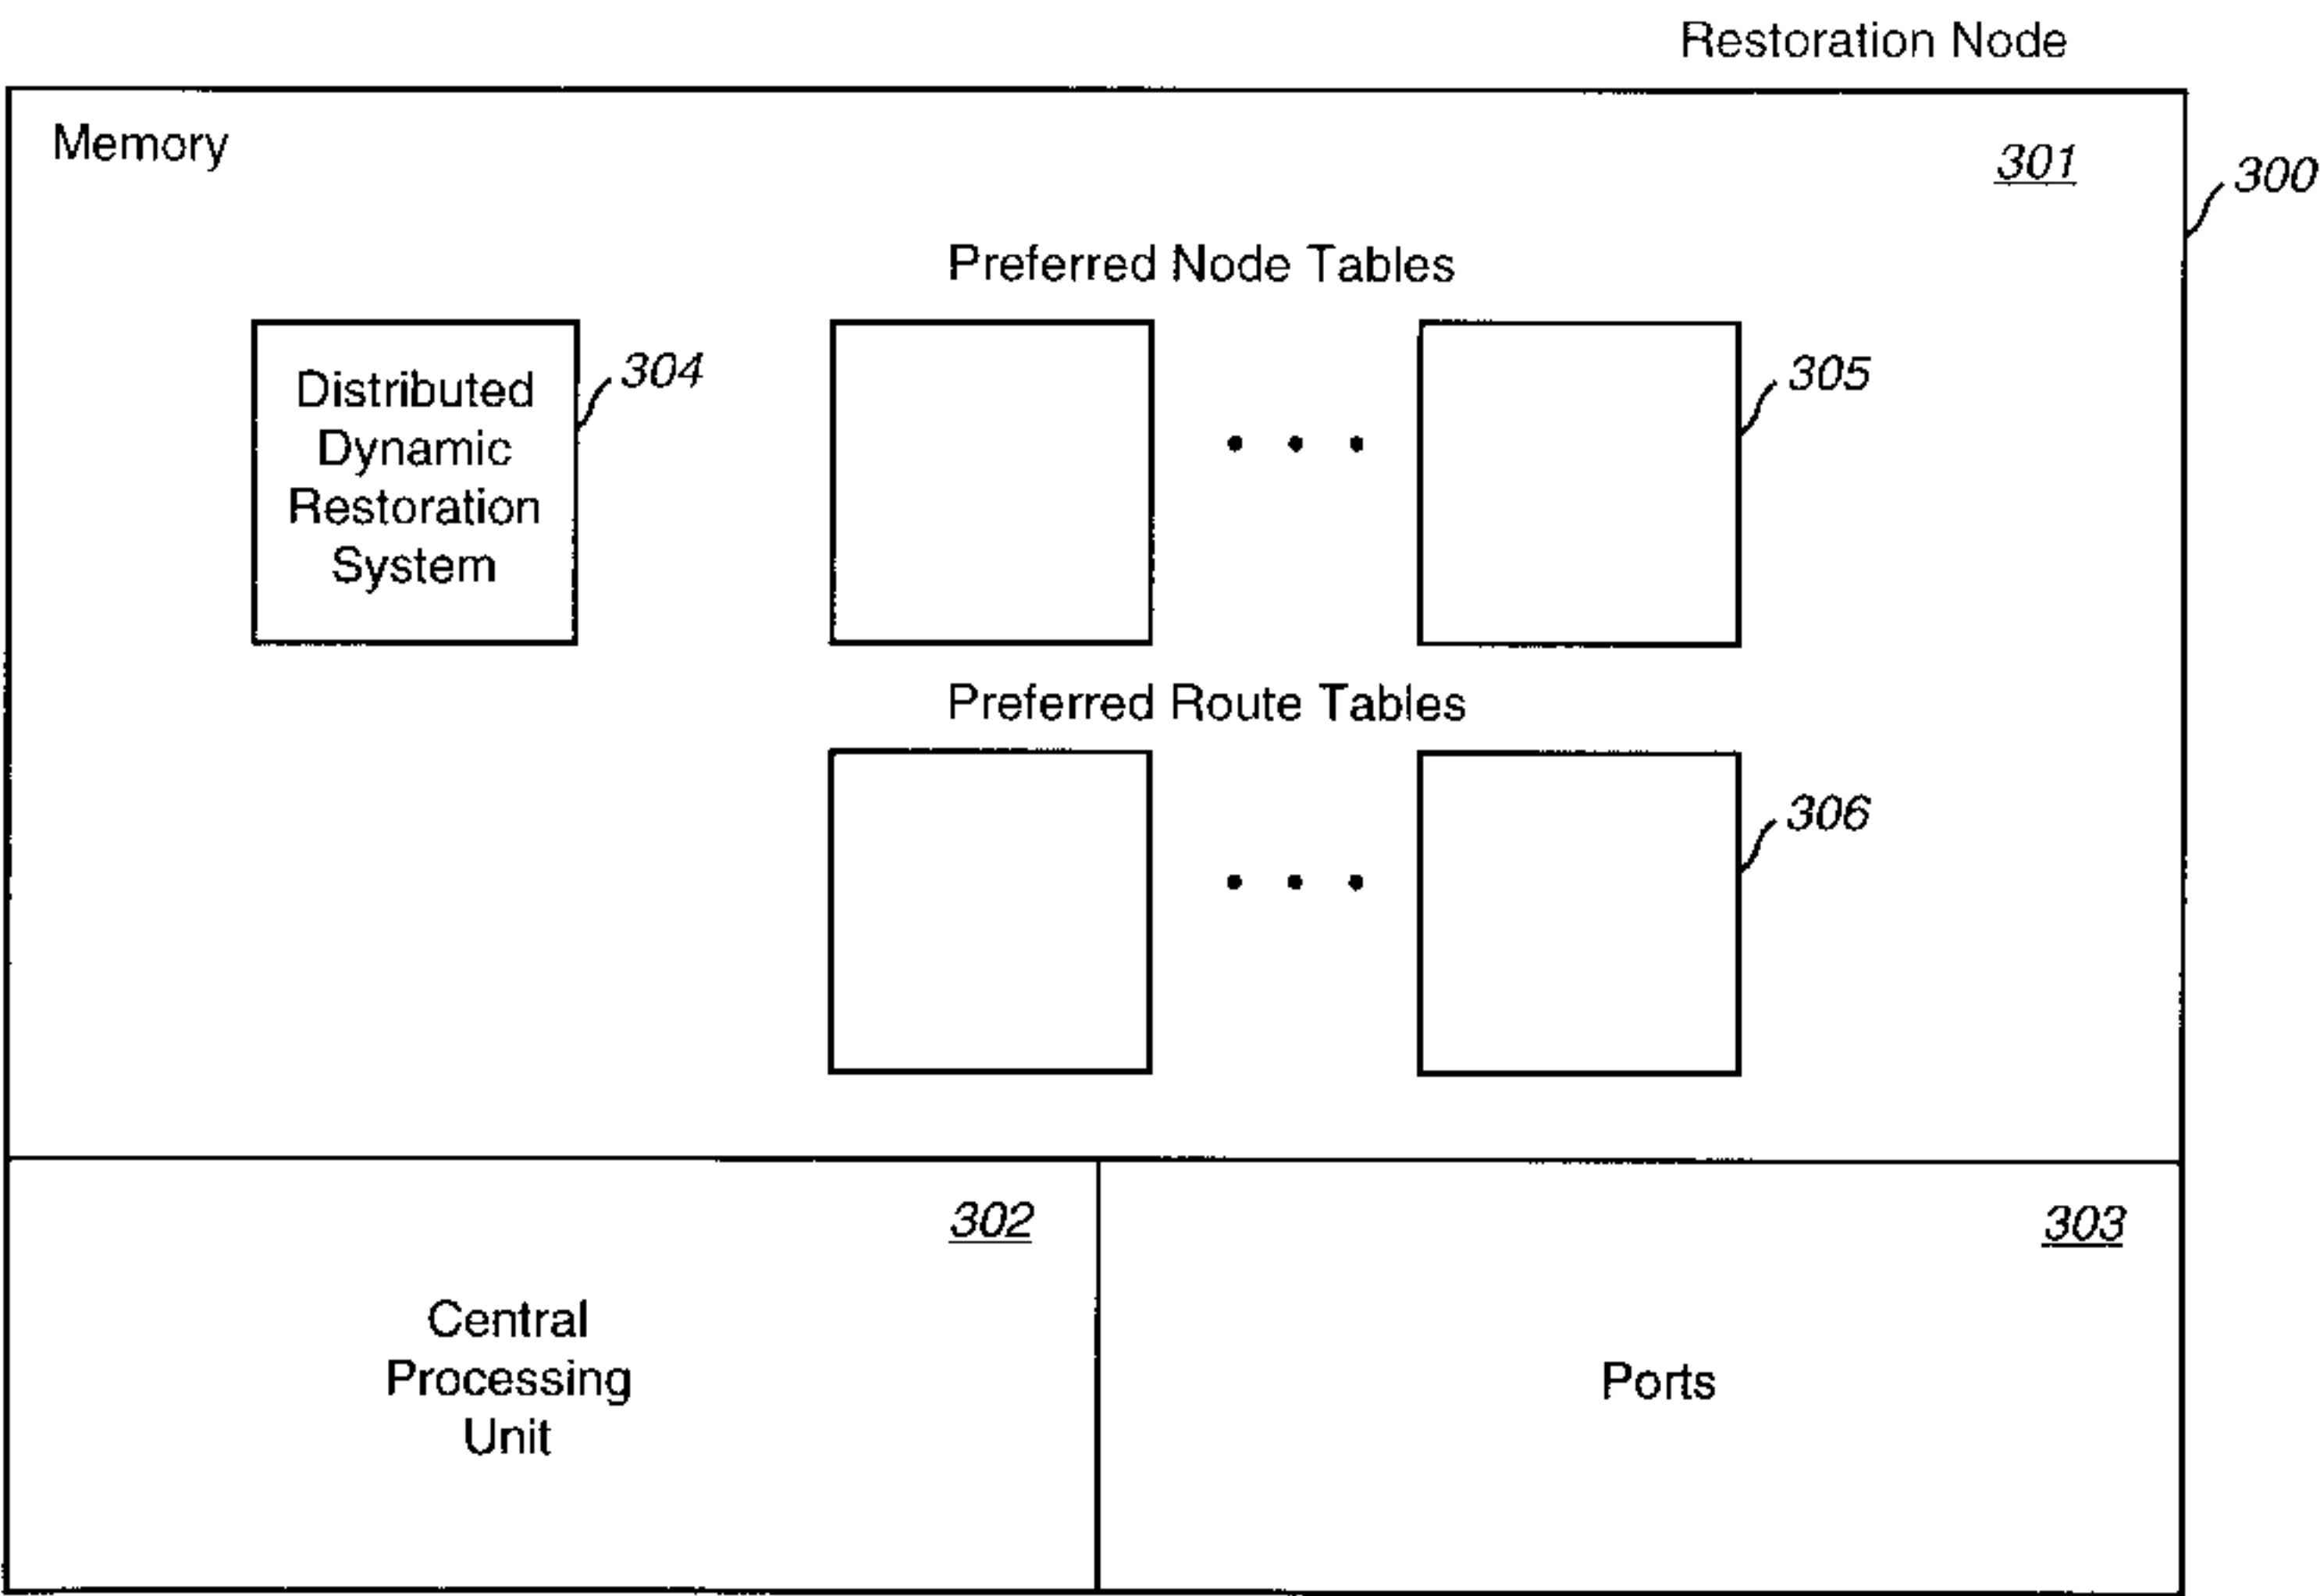 Restoration Node
Memory
301
300
Preferred Node Tables
Distributed
Dynamic
Restoration
System
304
305
Preferred Route Tables
306
302
303
Central
Processing
Unit
Ports